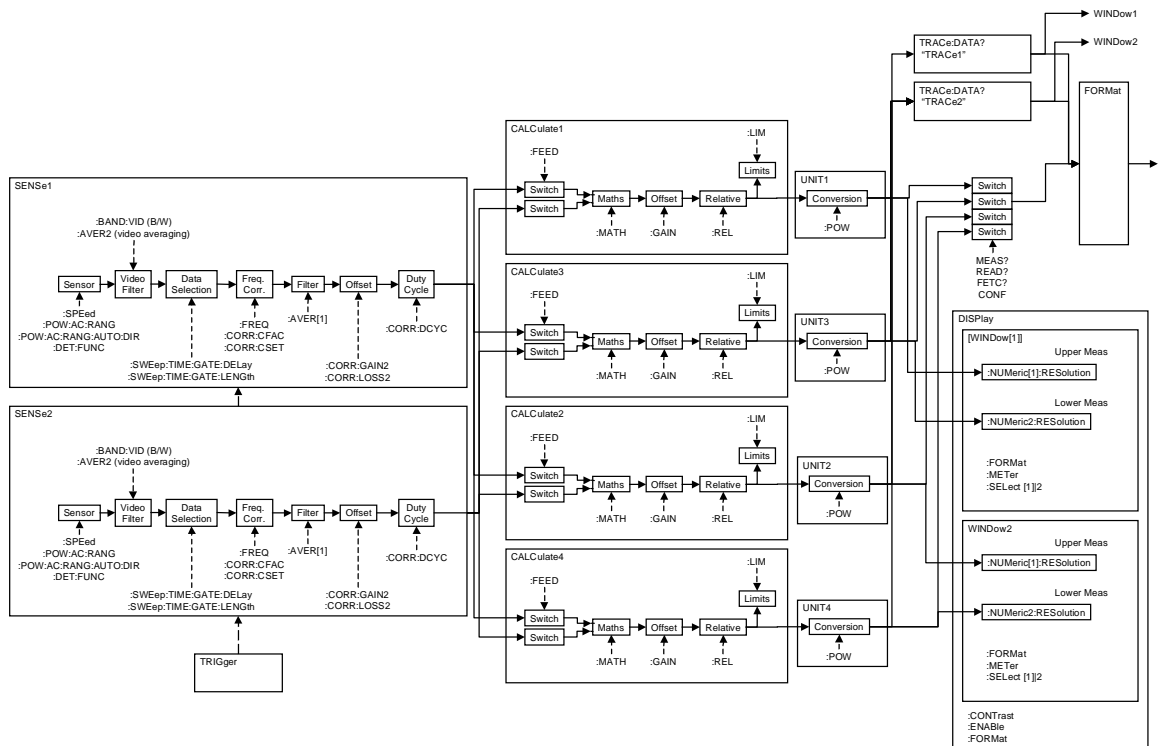 WINDow1
WINDow2
TRACe:DATA?
"TRACe1"
TRACe:DATA?
"TRACe2"
FORMat
SENSe1
:BAND:VID (B/W)
:AVER2 (video averaging)
Sensor
Video
Filter
Data
Selection
Freq.
Corr.
Filter
Offset
Duty
Cycle
:SPEed
:POW:AC:RANG
:POW:AC:RANG:AUTO:DIR
:DET:FUNC
:FREQ
:CORR:CFAC
:CORR:CSET
:AVER[1]
:CORR:DCYC
:SWEep:TIME:GATE:DELay
:SWEep:TIME:GATE:LENGth
:CORR:GAIN2
:CORR:LOSS2
SENSe2
:BAND:VID (B/W)
:AVER2 (video averaging)
Sensor
Video
Filter
Data
Selection
Freq.
Corr.
Filter
Offset
Duty
Cycle
:SPEed
:POW:AC:RANG
:POW:AC:RANG:AUTO:DIR
:DET:FUNC
:FREQ
:CORR:CFAC
:CORR:CSET
:AVER[1]
:CORR:DCYC
:SWEep:TIME:GATE:DELay
:SWEep:TIME:GATE:LENGth
:CORR:GAIN2
:CORR:LOSS2
TRIGger
CALCulate1
:FEED
:LIM
Limits
Switch
Switch
Maths
Offset
Relative
:MATH
:GAIN
:REL
UNIT1
Conversion
:POW
CALCulate3
:FEED
:LIM
Limits
Switch
Switch
Maths
Offset
Relative
:MATH
:GAIN
:REL
UNIT3
Conversion
:POW
CALCulate2
:FEED
:LIM
Limits
Switch
Switch
Maths
Offset
Relative
:MATH
:GAIN
:REL
UNIT2
Conversion
:POW
CALCulate4
:FEED
:LIM
Limits
Switch
Switch
Maths
Offset
Relative
:MATH
:GAIN
:REL
UNIT4
Conversion
:POW
Switch
Switch
Switch
Switch
MEAS?
READ?
FETC?
CONF
DISPlay
[WINDow[1]]
Upper Meas
:NUMeric[1]:RESolution
Lower Meas
:NUMeric2:RESolution
:FORMat
:METer
:SELect [1]|2
WINDow2
Upper Meas
:NUMeric[1]:RESolution
Lower Meas
:NUMeric2:RESolution
:FORMat
:METer
:SELect [1]|2
:CONTrast
:ENABle
:FORMat